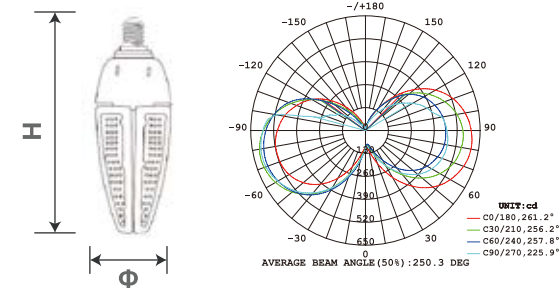 H
Φ
-/+180
-150
150
-120
120
-90
90
-60
60
-30
30
0
130
260
390
520
650
UNIT:cd
C0/180,261.2°
C30/210,256.2°
C60/240,257.8°
C90/270,225.9°
AVERAGE BEAM ANGLE(50%):250.3 DEG